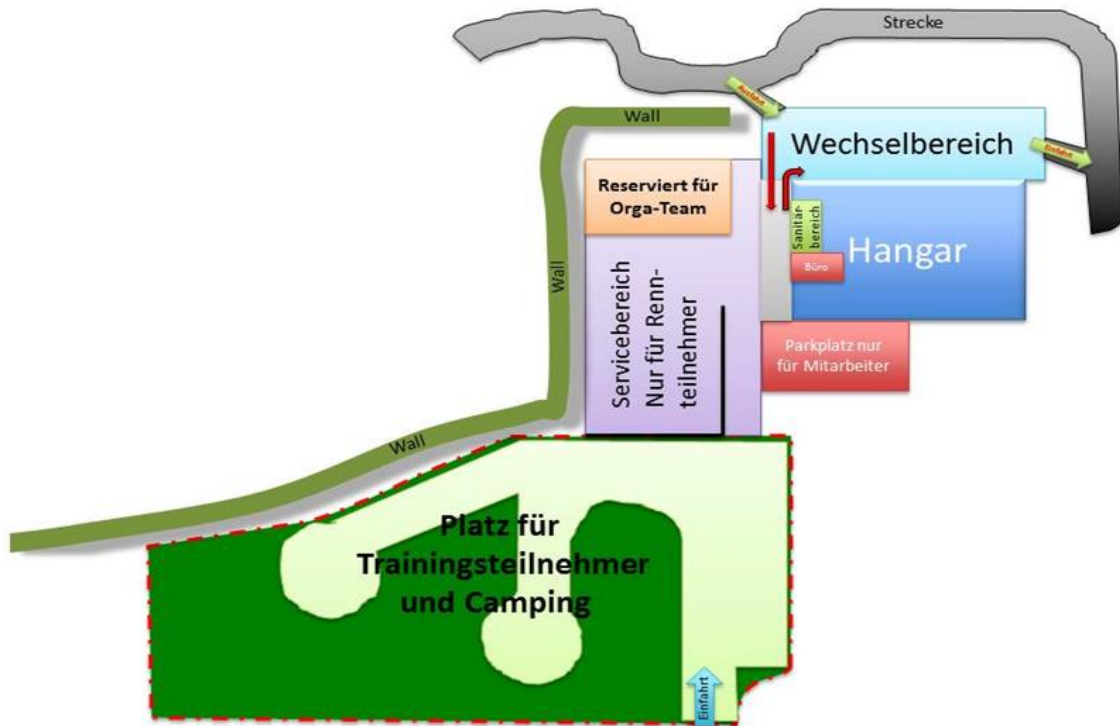 Strecke
Ausfahrt
Wall
Wechselbereich
Einfahrt
Reserviert für
Orga-Team
Sanitär-
bereich
Hangar
Büro
Wall
Servicebereich
Nur für Renn-
teilnehmer
Parkplatz nur
für Mitarbeiter
Wall
Platz für
Trainingsteilnehmer
und Camping
Einfahrt